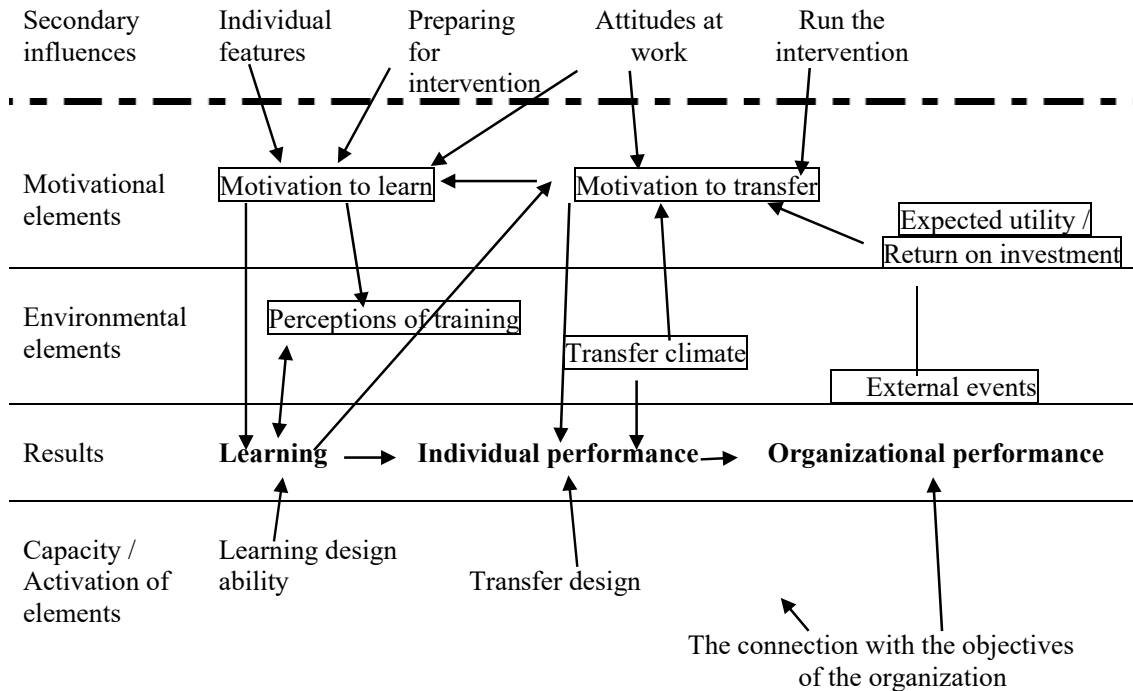 Secondary
influences
Individual
features
Preparing
for
intervention
Attitudes at
work
Run the
intervention
Motivational
elements
Motivation to learn
Motivation to transfer
Expected utility /
Return on investment
Environmental
elements
Perceptions of training
Transfer climate
External events
Results
Learning
Individual performance
Organizational performance
Capacity /
Activation of
elements
Learning design
ability
Transfer design
The connection with the objectives
of the organization